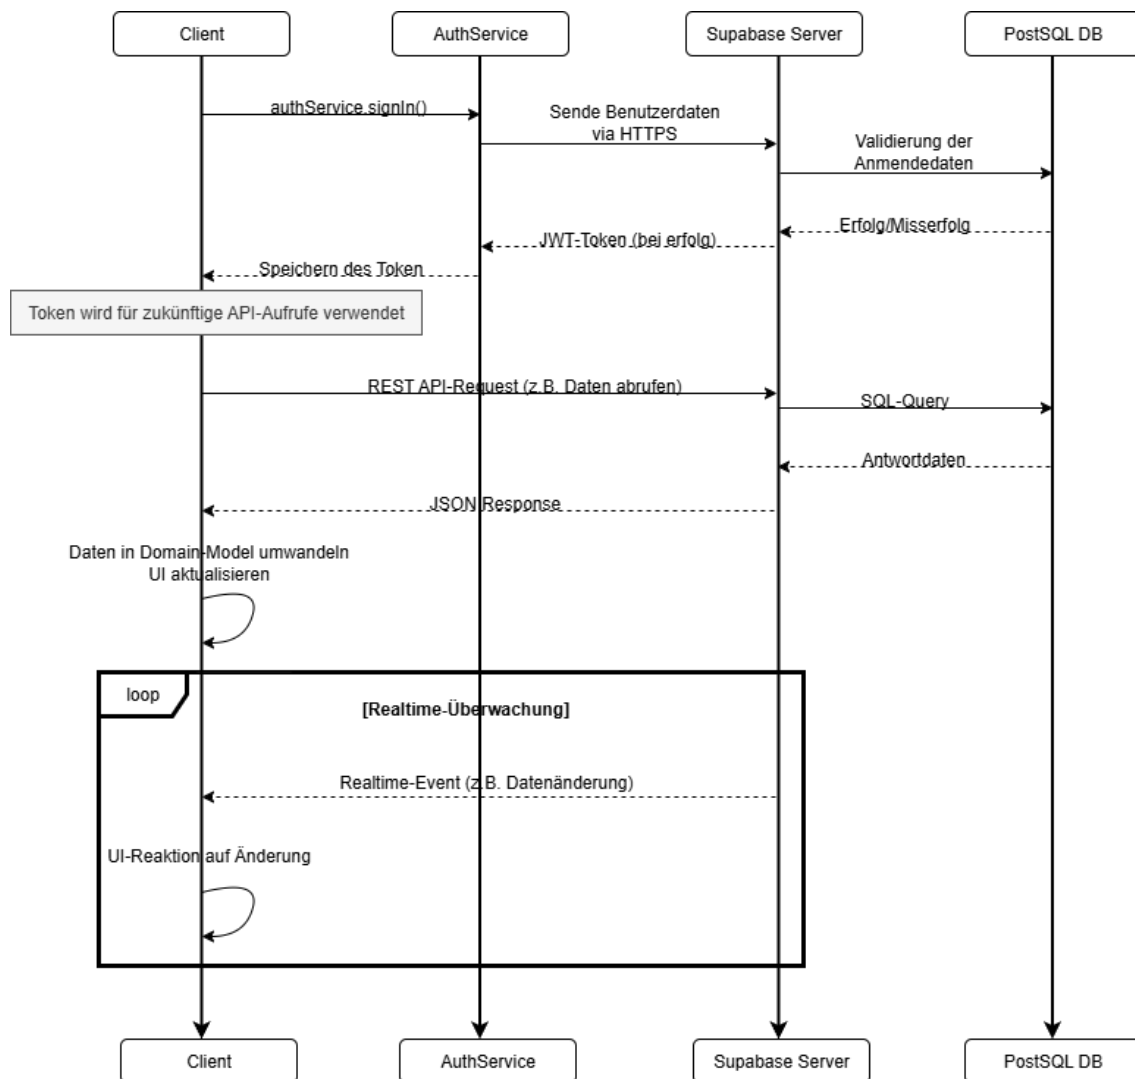 Client
AuthService
Supabase Server
PostSQL DB
authService.signIn()
Sende Benutzerdaten
via HTTPS
Validierung der
Anmendedaten
Erfolg/Misserfolg
JWT-Token (bei erfolg)
Speichern des Token
Token wird für zukünftige API-Aufrufe verwendet
REST API-Request (z.B. Daten abrufen)
SQL-Query
Antwortdaten
JSON Response
Daten in Domain-Model umwandeln
UI aktualisieren
loop
[Realtime-Überwachung]
Realtime-Event (z.B. Datenänderung)
UI-Reaktion auf Änderung
Client
AuthService
Supabase Server
PostSQL DB